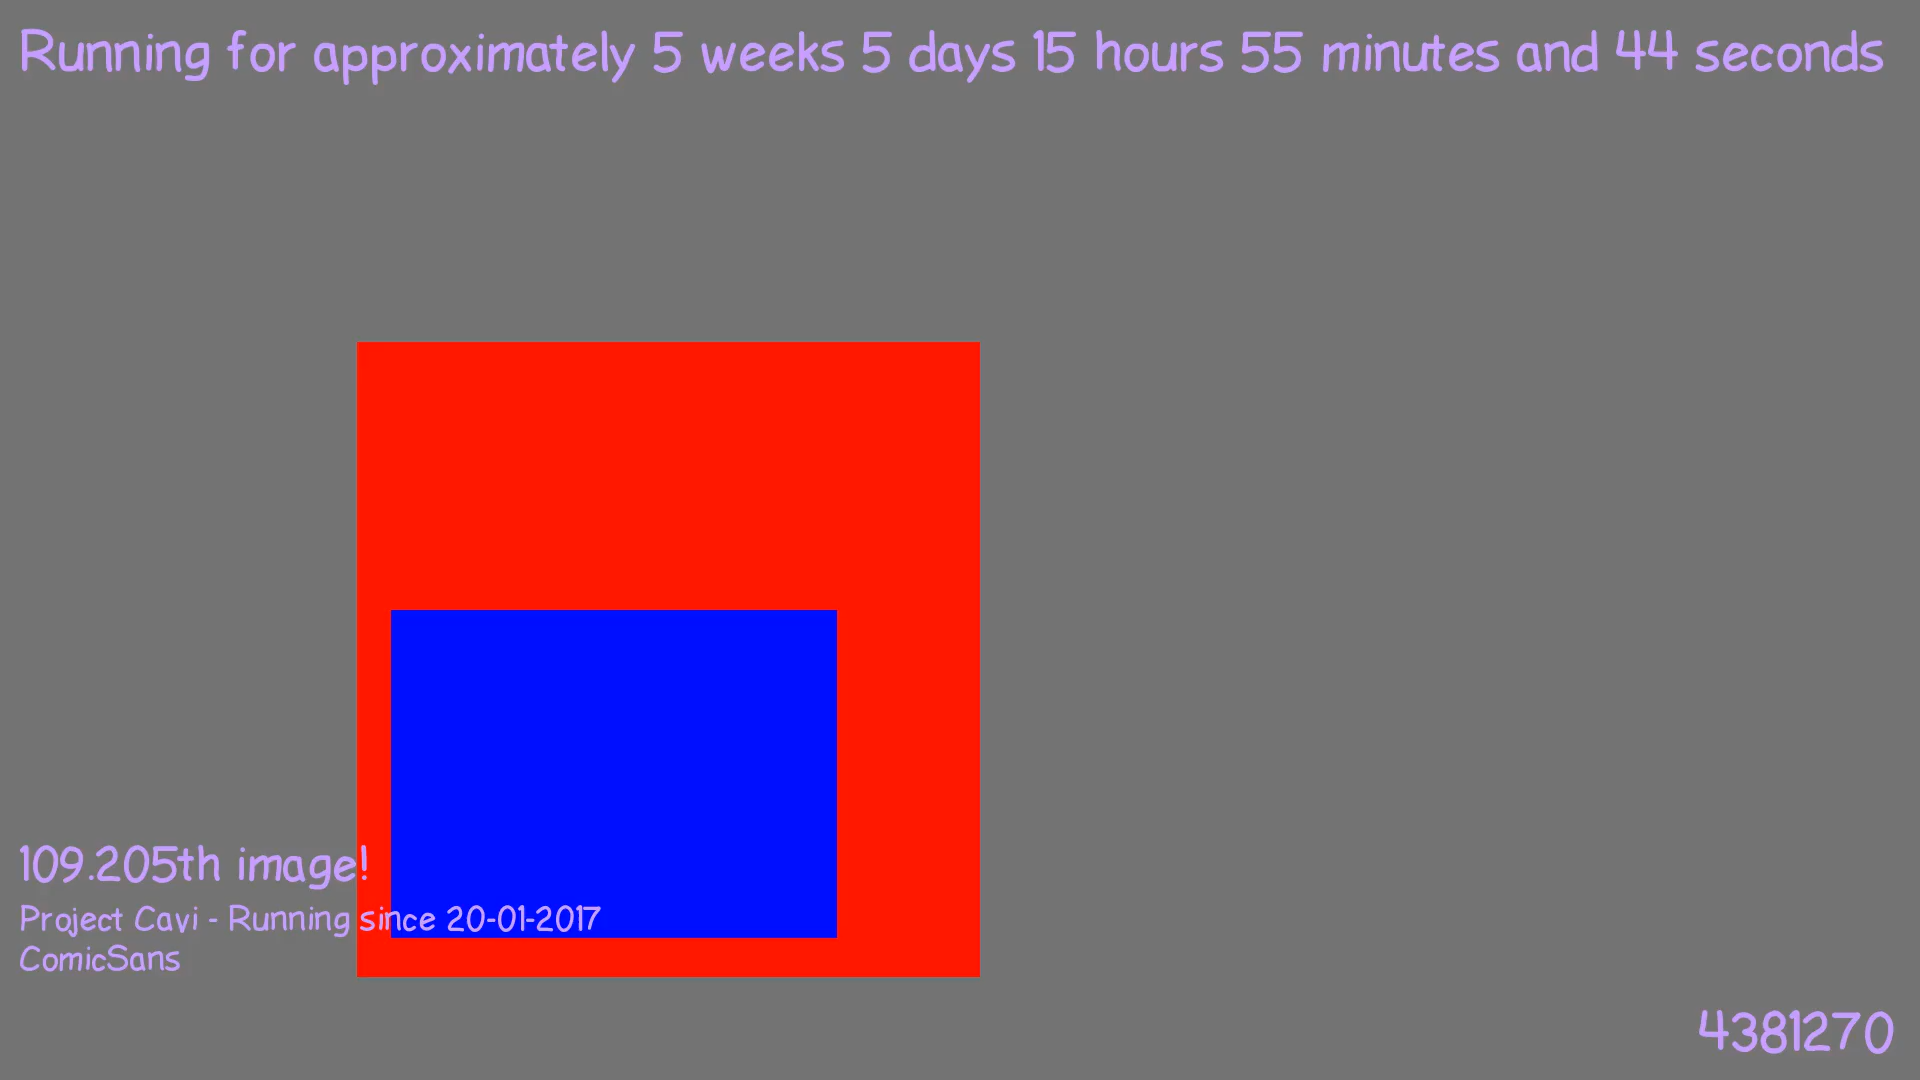 Running for approximately 5 weeks 5 days 15 hours 55 minutes and 44 seconds
109.205th image!
Project Cavi - Running since 20-01-2017
ComicSans
4381270